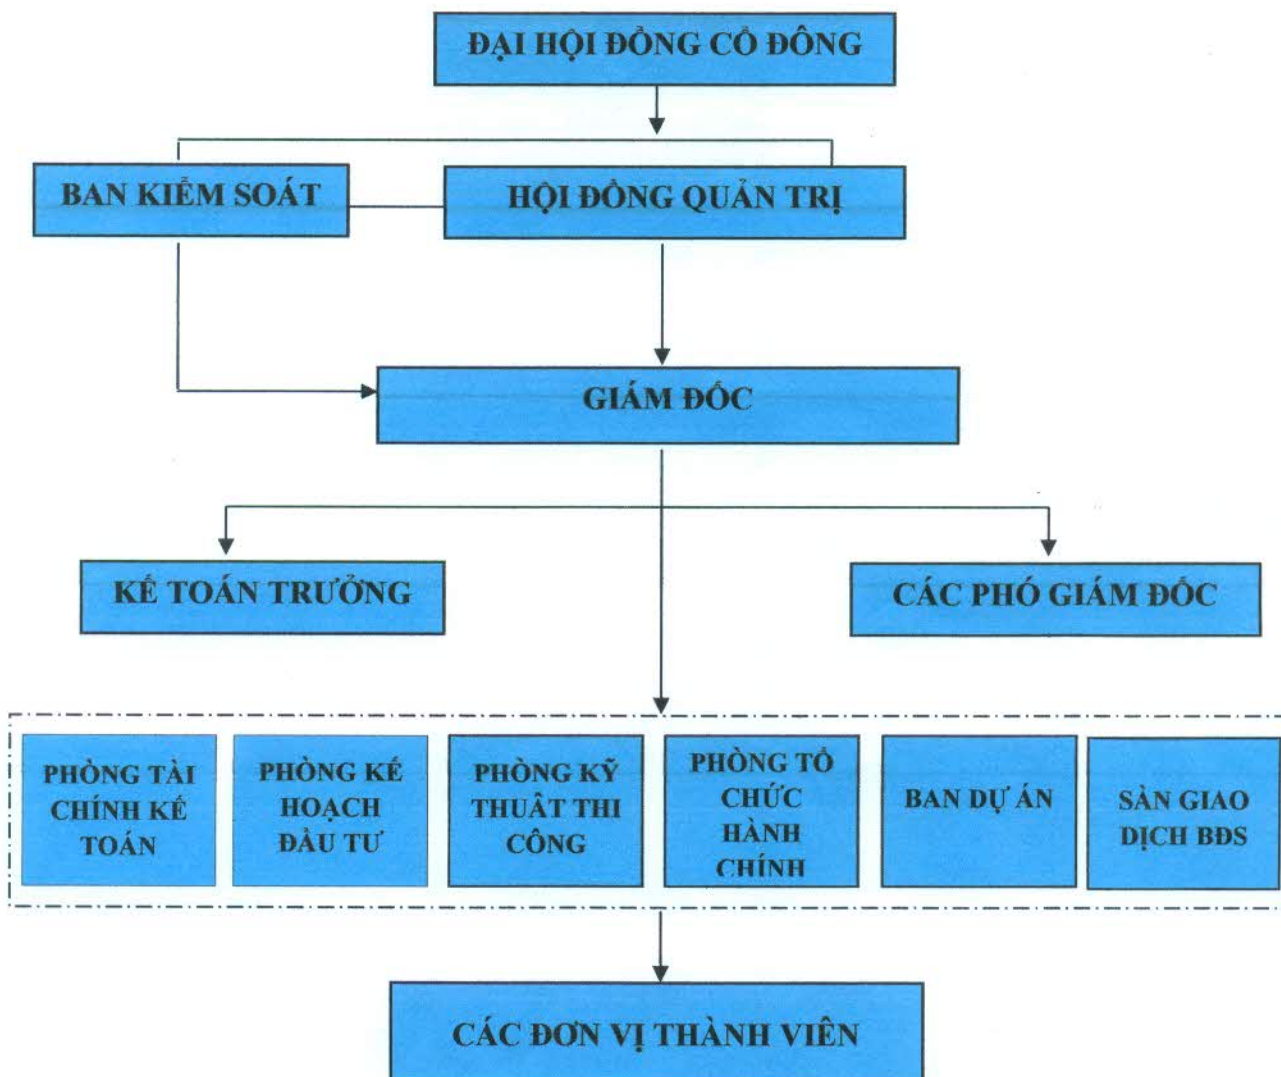 ĐẠI HỘI ĐỒNG CỔ ĐÔNG
BAN KIỂM SOÁT
HỘI ĐỒNG QUẢN TRỊ
GIÁM ĐỐC
KẾ TOÁN TRƯỞNG
CÁC PHÓ GIÁM ĐỐC
PHÒNG TÀI
CHÍNH KẾ
TOÁN
PHÒNG KẾ
HOẠCH
ĐẦU TƯ
PHÒNG KỸ
THUÂT THI
CÔNG
PHÒNG TỔ
CHỨC
HÀNH
CHÍNH
BAN DỰ ÁN
SÀN GIAO
DỊCH BĐS
CÁC ĐƠN VỊ THÀNH VIÊN